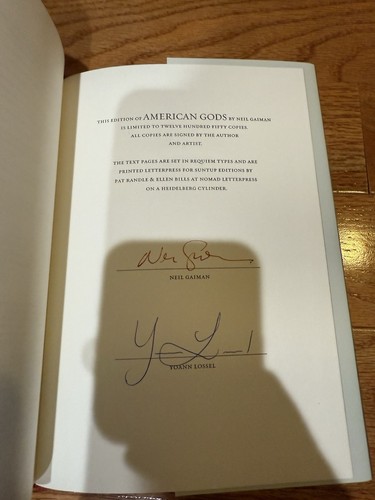 THIS EDITION OF AMERICAN GODS BY NEIL GAIMAN
IS LIMITED TO TWELVE HUNDRED FIFTY COPIES.
ALL COPIES ARE SIGNED BY THE AUTHOR
AND ARTIST.
THE TEXT PAGES ARE SET IN REQUIEM TYPES AND ARE
PRINTED LETTERPRESS FOR SUNTUP EDITIONS BY
PAT RANDLE & ELLEN BILLS AT NOMAD LETTERPRESS
ON A HEIDELBERG CYLINDER.
NEIL GAIMAN
YOANN LOSSEL